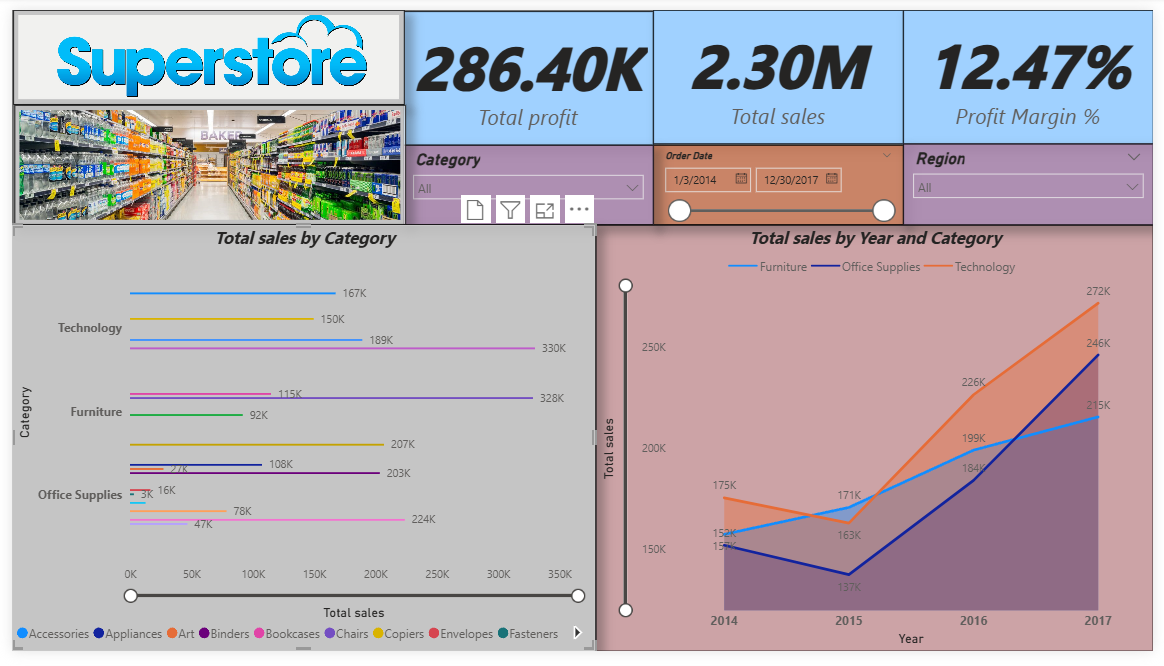 Superstore
286.40K
Total profit
2.30M
Total sales
12.47%
Profit Margin %
BAKER
Category
All
Order Date
1/3/2014
12/30/2017
Region
All
Total sales by Category
Category
Technology
167K
150K
189K
330K
Furniture
115K
328K
92K
Office Supplies
207K
108K
27K
203K
16K
3K
78K
224K
47K
0K 50K 100K 150K 200K 250K 300K 350K
Total sales
Accessories Appliances Art Binders Bookcases Chairs Copiers Envelopes Fasteners
Total sales by Year and Category
Furniture Office Supplies Technology
Total sales
250K
200K
150K
272K
246K
226K
215K
199K
184K
175K
171K
163K
152K
157K
137K
2014 2015 2016 2017
Year